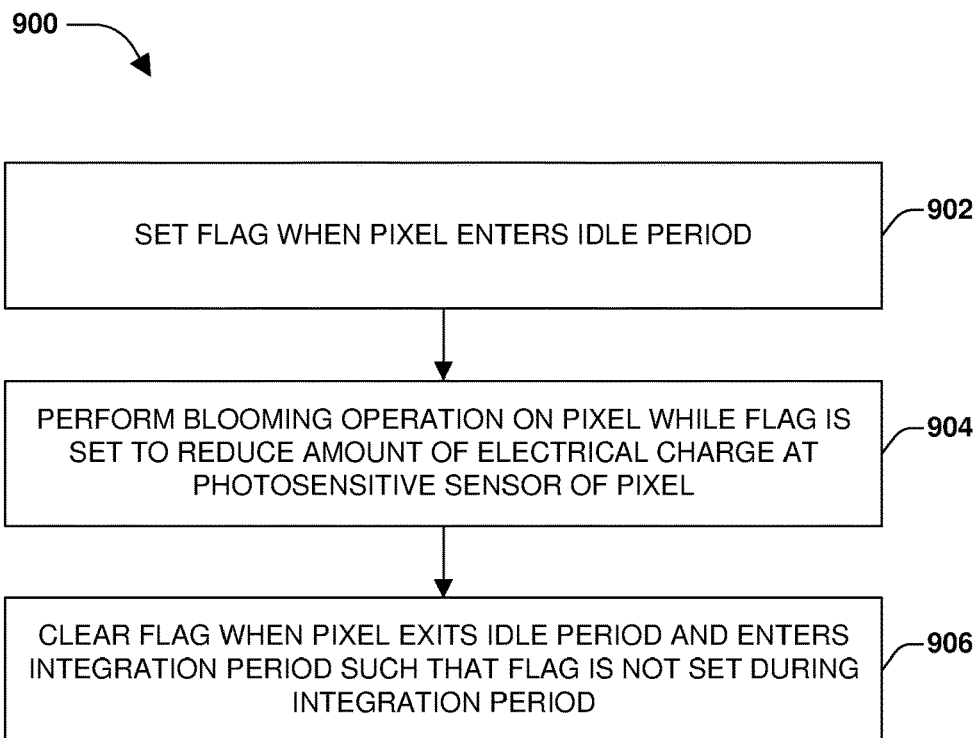 900
SET FLAG WHEN PIXEL ENTERS IDLE PERIOD
902
PERFORM BLOOMING OPERATION ON PIXEL WHILE FLAG IS
SET TO REDUCE AMOUNT OF ELECTRICAL CHARGE AT
PHOTOSENSITIVE SENSOR OF PIXEL
904
CLEAR FLAG WHEN PIXEL EXITS IDLE PERIOD AND ENTERS
INTEGRATION PERIOD SUCH THAT FLAG IS NOT SET DURING
INTEGRATION PERIOD
906